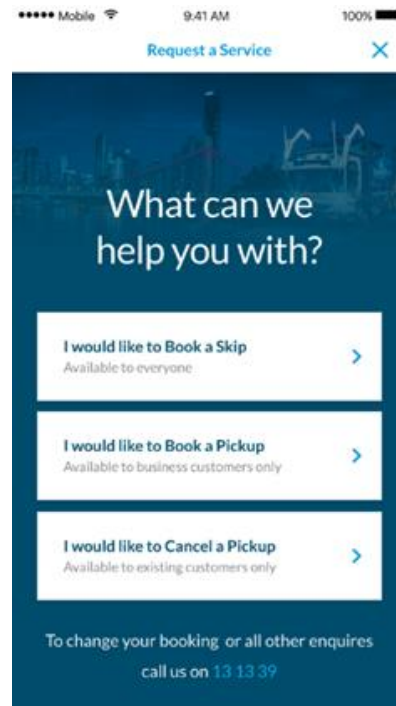 Mobile 9:41 AM 100%
Request a Service
What can we
help you with?
I would like to Book a Skip
Available to everyone
I would like to Book a Pickup
Available to business customers only
I would like to Cancel a Pickup
Available to existing customers only
To change your booking or all other enquires
call us on 13 13 39